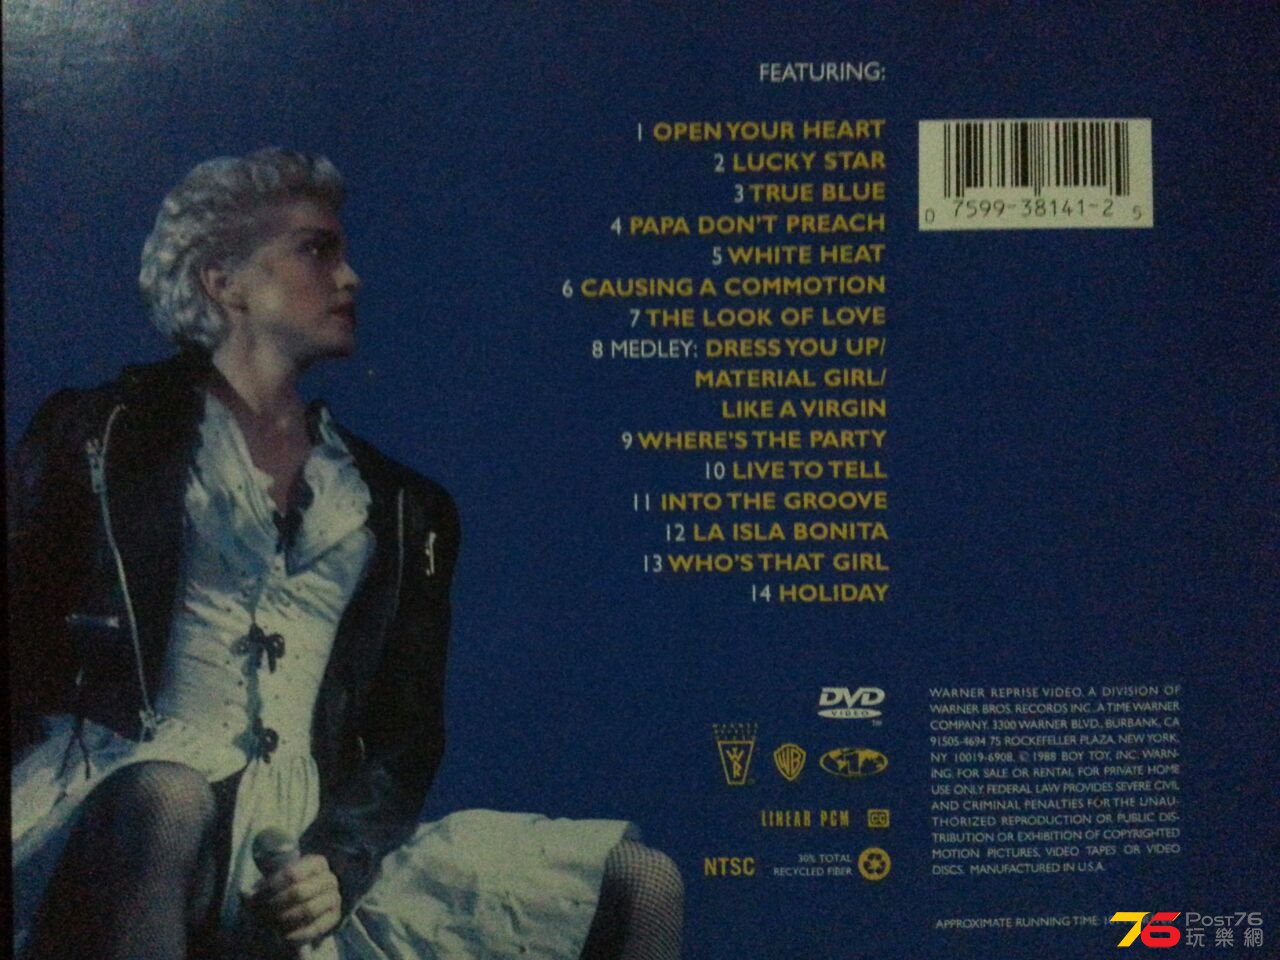 FEATURING:
1 OPEN YOUR HEART
2 LUCKY STAR
3 TRUE BLUE
4 PAPA DON'T PREACH
5 WHITE HEAT
6 CAUSING A COMMOTION
7 THE LOOK OF LOVE
8 MEDLEY: DRESS YOU UP/
MATERIAL GIRL/
LIKE A VIRGIN
9 WHERE'S THE PARTY
10 LIVE TO TELL
11 INTO THE GROOVE
12 LA ISLA BONITA
13 WHO'S THAT GIRL
14 HOLIDAY
0 7599-38141-2 5
DVD
VIDEO
TM
WB
LINEAR PCM CC
NTSC
30% TOTAL
RECYCLED FIBER
WARNER REPRISE VIDEO. A DIVISION OF
WARNER BROS. RECORDS INC., A TIME WARNER
COMPANY. 3300 WARNER BLVD., BURBANK, CA
91505-4694 75 ROCKEFELLER PLAZA, NEW YORK,
NY 10019-6908. © 1988 BOY TOY, INC. WARN-
ING: FOR SALE OR RENTAL FOR PRIVATE HOME
USE ONLY. FEDERAL LAW PROVIDES SEVERE CIVIL
AND CRIMINAL PENALTIES FOR THE UNAU-
THORIZED REPRODUCTION OR PUBLIC DIS-
TRIBUTION OR EXHIBITION OF COPYRIGHTED
MOTION PICTURES, VIDEO TAPES OR VIDEO
DISCS. MANUFACTURED IN U.S.A.
APPROXIMATE RUNNING TIME:
76 POST76
玩樂網